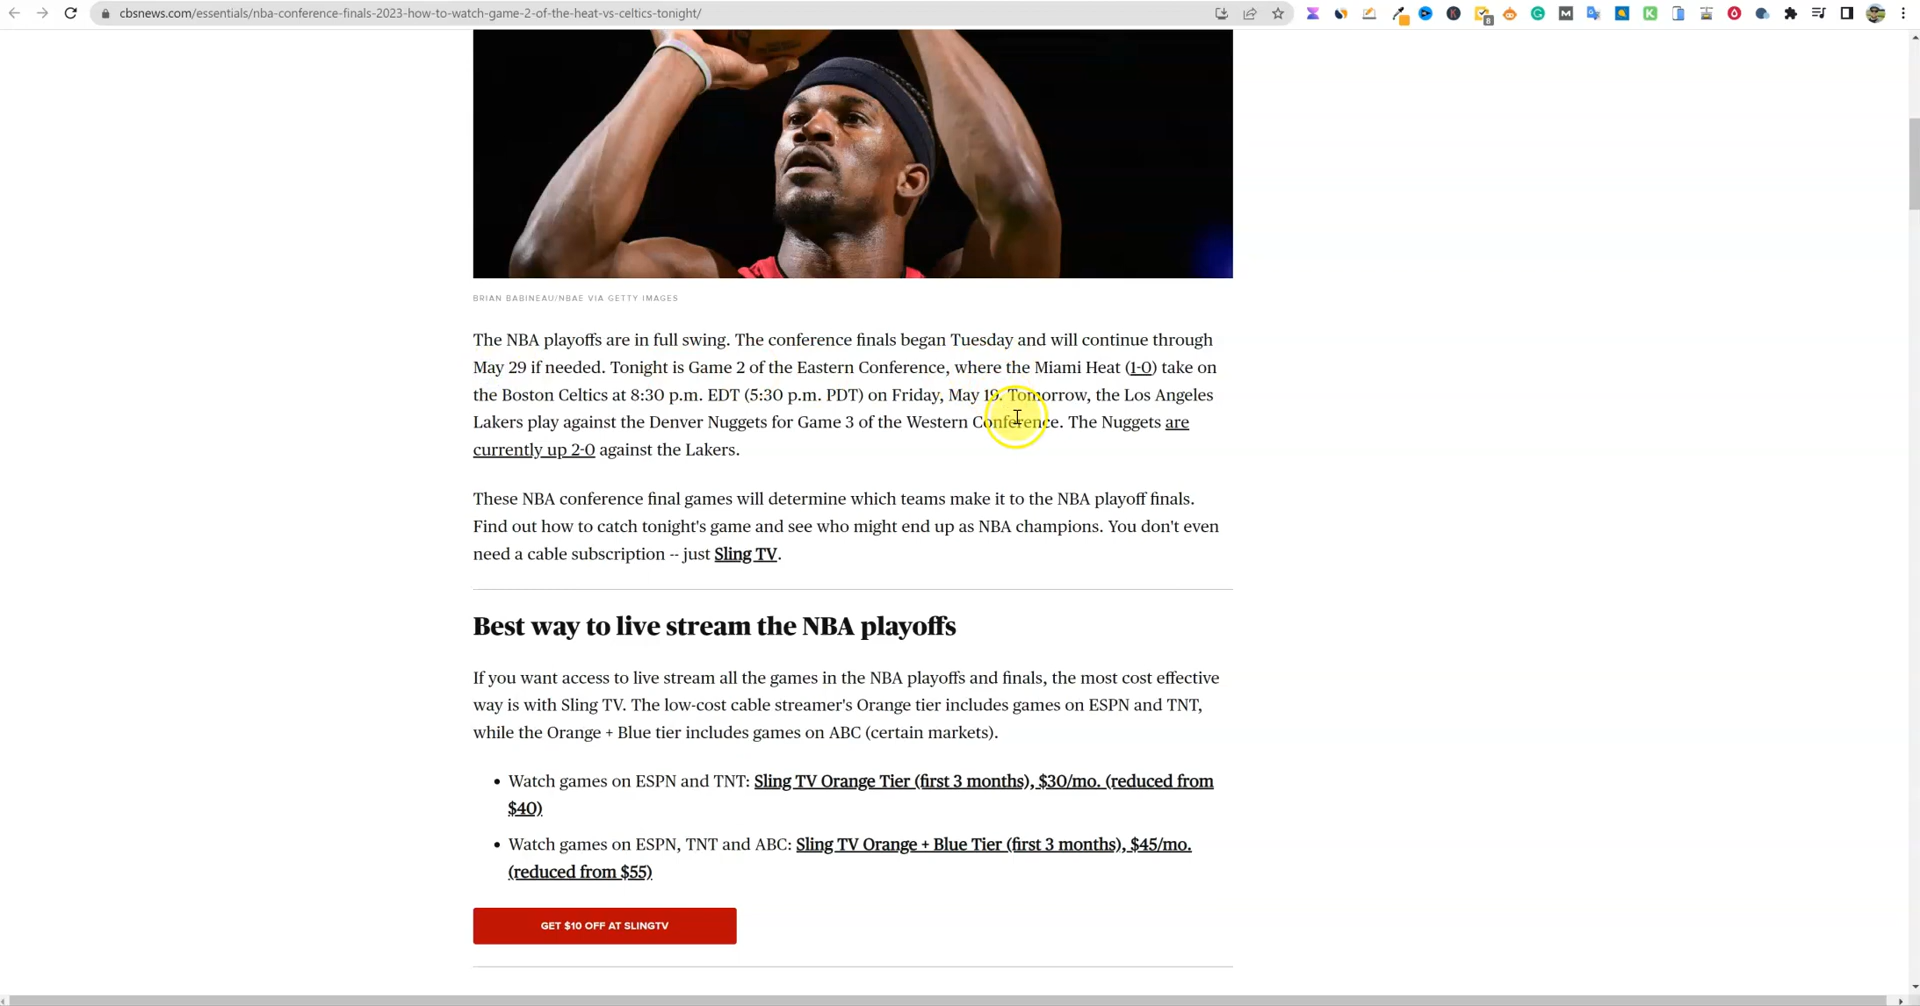 cbsnews.com/essentials/nba-conference-finals-2023-how-to-watch-game-2-of-the-heat-vs-celtics-tonight/
BRIAN BABINEAU/NBAE VIA GETTY IMAGES
The NBA playoffs are in full swing. The conference finals began Tuesday and will continue through
May 29 if needed. Tonight is Game 2 of the Eastern Conference, where the Miami Heat (1-0) take on
the Boston Celtics at 8:30 p.m. EDT (5:30 p.m. PDT) on Friday, May 19. Tomorrow, the Los Angeles
Lakers play against the Denver Nuggets for Game 3 of the Western Conference. The Nuggets are
currently up 2-0 against the Lakers.
These NBA conference final games will determine which teams make it to the NBA playoff finals.
Find out how to catch tonight's game and see who might end up as NBA champions. You don't even
need a cable subscription -- just Sling TV.
Best way to live stream the NBA playoffs
If you want access to live stream all the games in the NBA playoffs and finals, the most cost effective
way is with Sling TV. The low-cost cable streamer's Orange tier includes games on ESPN and TNT,
while the Orange + Blue tier includes games on ABC (certain markets).
• Watch games on ESPN and TNT: Sling TV Orange Tier (first 3 months), $30/mo. (reduced from
$40)
• Watch games on ESPN, TNT and ABC: Sling TV Orange + Blue Tier (first 3 months), $45/mo.
(reduced from $55)
GET $10 OFF AT SLINGTV